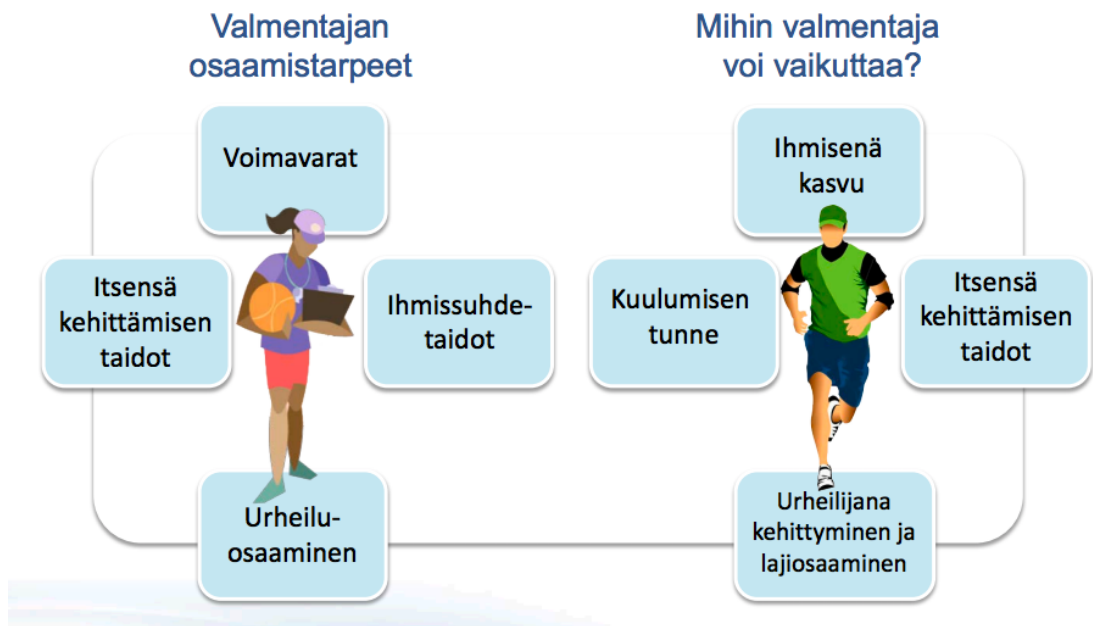 Valmentajan
osaamistarpeet
Mihin valmentaja
voi vaikuttaa?
Voimavarat
Itsensä
kehittämisen
taidot
Ihmissuhde-
taidot
Urheilu-
osaaminen
Ihmisenä
kasvu
Kuulumisen
tunne
Itsensä
kehittämisen
taidot
Urheilijana
kehittyminen ja
lajiosaaminen